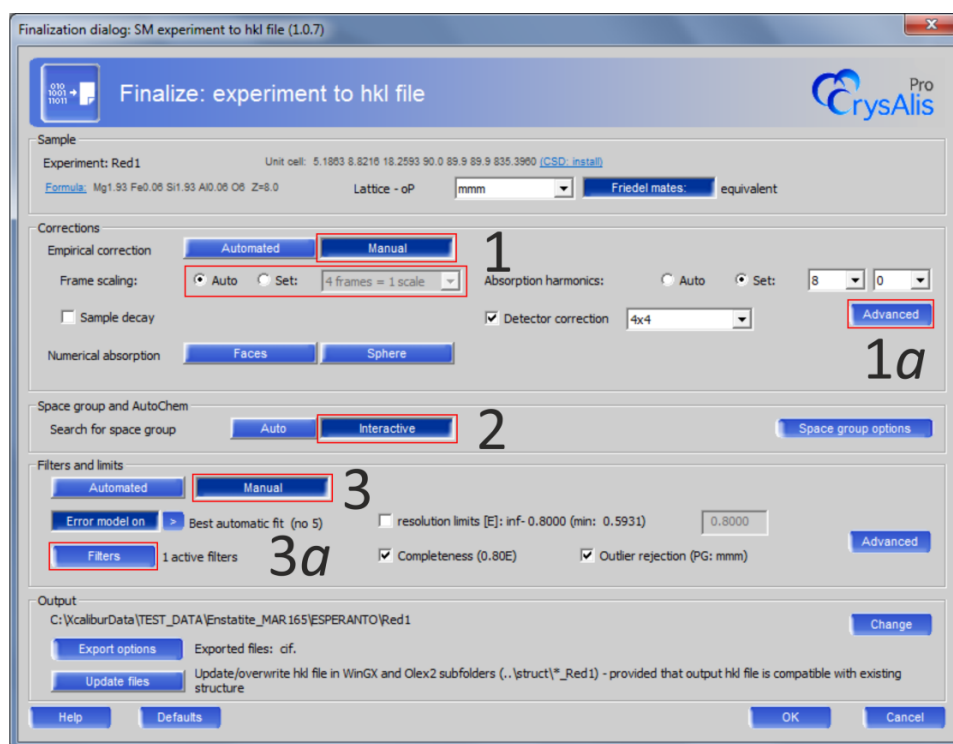 Finalization dialog: SM experiment to hkl file (1.0.7)
010
1001
11011
Finalize: experiment to hkl file
CrysAlis Pro
Sample
Experiment: Red1 Unit cell: 5.1863 8.8216 18.2593 90.0 89.9 89.9 835.3960 (CSD: install)
Formula: Mg1.93 Fe0.06 Si1.93 Al0.06 O6 Z=8.0 Lattice - oP mmm Friedel mates: equivalent
Corrections
Empirical correction Automated Manual 1
Frame scaling: Auto Set: 4 frames = 1 scale Absorption harmonics: Auto Set: 8 0
Sample decay Detector correction 4x4 Advanced
1a
Numerical absorption Faces Sphere
Space group and AutoChem
Search for space group Auto Interactive 2 Space group options
Filters and limits
Automated Manual 3
Error model on > Best automatic fit (no 5) resolution limits [E]: inf- 0.8000 (min: 0.5931) 0.8000
Filters 1 active filters 3a Completeness (0.80E) Outlier rejection (PG: mmm) Advanced
Output
C:\XcaliburData\TEST_DATA\Enstatite_MAR165\ESPERANTO\Red1 Change
Export options Exported files: cif.
Update files Update/overwrite hkl file in WinGX and Olex2 subfolders (..\struct\*_Red1) - provided that output hkl file is compatible with existing
structure
Help Defaults OK Cancel